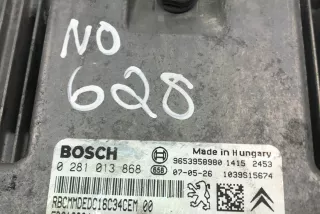 NO
628
BOSCH
Made in Hungary
9653958980 1415 2453
0 281 013 868 658 07-05-26 1039S15674
RBCMMDEDC16C34CEM 00